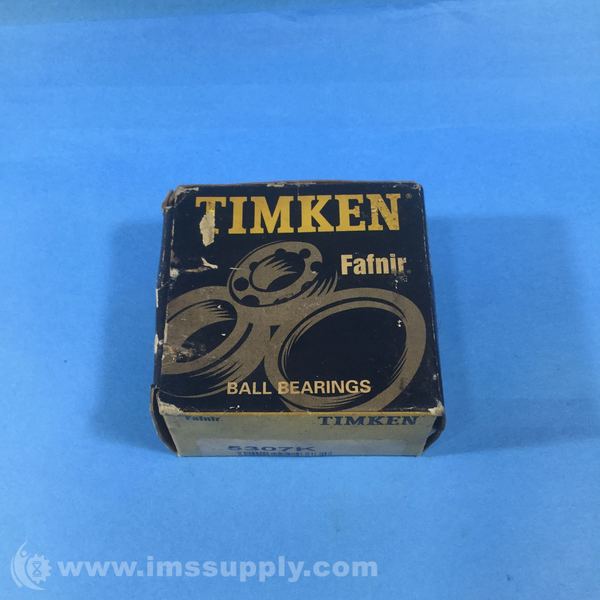 TIMKEN®
Fafnir®
BALL BEARINGS
Fafnir TIMKEN
5307K
www.imssupply.com